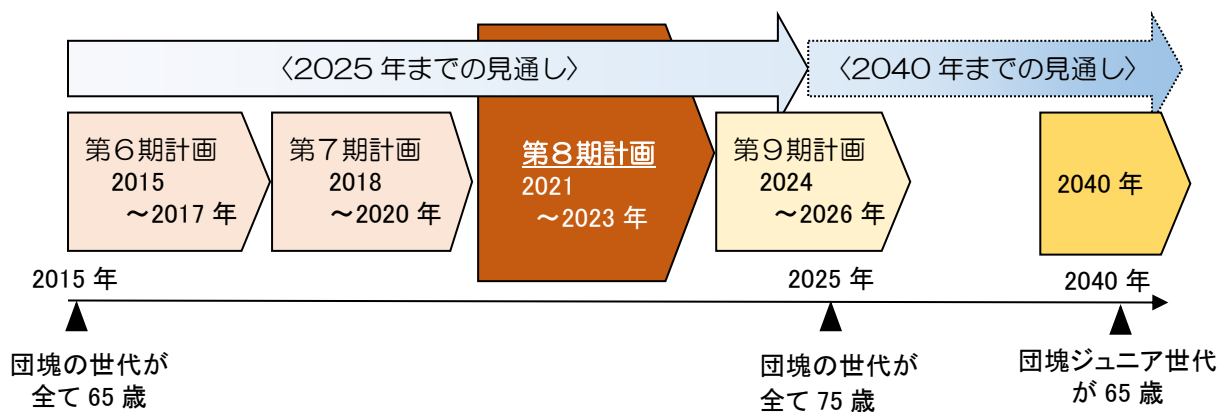 〈2025 年までの見通し〉
〈2040 年までの見通し〉
第6期計画
2015
～2017 年
第7期計画
2018
～2020 年
第8期計画
2021
～2023 年
第9期計画
2024
～2026 年
2040 年
2015 年
2025 年
2040 年
団塊の世代が
全て 65 歳
団塊の世代が
全て 75 歳
団塊ジュニア世代
が 65 歳